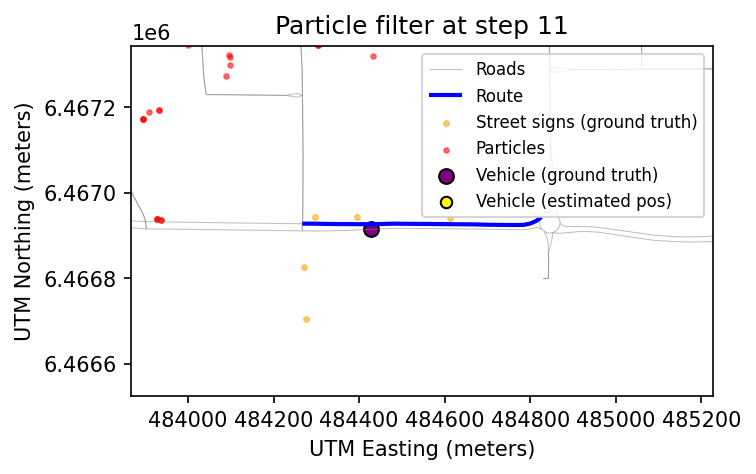 Particle filter at step 11
1e6
Roads
Route
Street signs (ground truth)
Particles
Vehicle (ground truth)
Vehicle (estimated pos)
6.4672
6.4670
6.4668
6.4666
UTM Northing (meters)
484000 484200 484400 484600 484800 485000 485200
UTM Easting (meters)